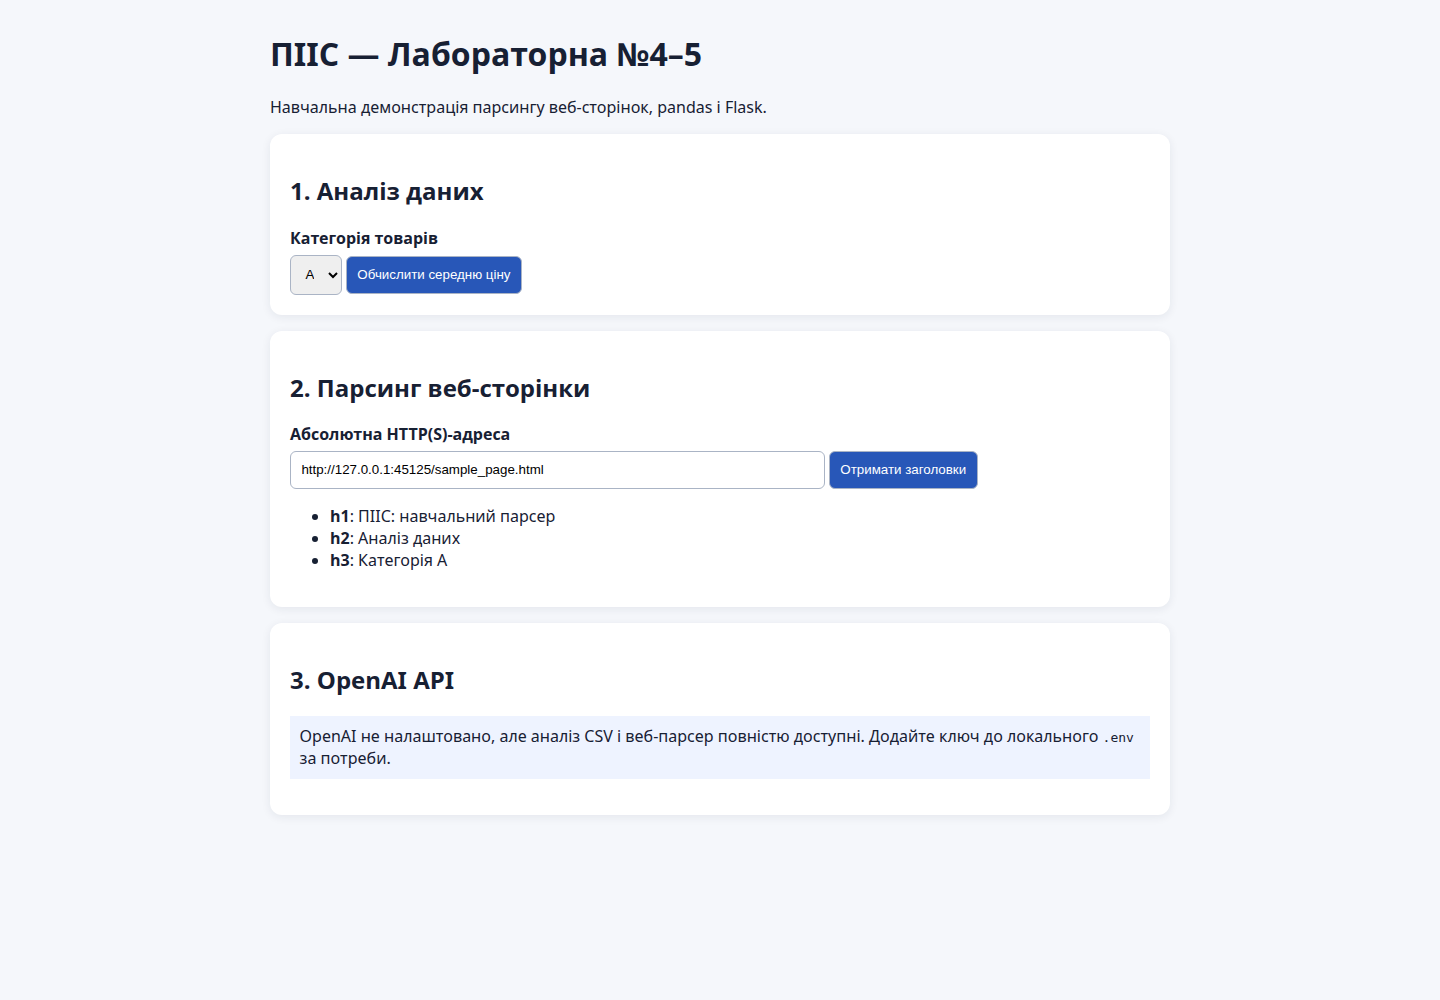 ПІІС — Лабораторна №4–5
Навчальна демонстрація парсингу веб-сторінок, pandas і Flask.
1. Аналіз даних
Категорія товарів
A
Обчислити середню ціну
2. Парсинг веб-сторінки
Абсолютна HTTP(S)-адреса
http://127.0.0.1:45125/sample_page.html
Отримати заголовки
h1: ПІІС: навчальний парсер
h2: Аналіз даних
h3: Категорія A
3. OpenAI API
OpenAI не налаштовано, але аналіз CSV і веб-парсер повністю доступні. Додайте ключ до локального .env
за потреби.